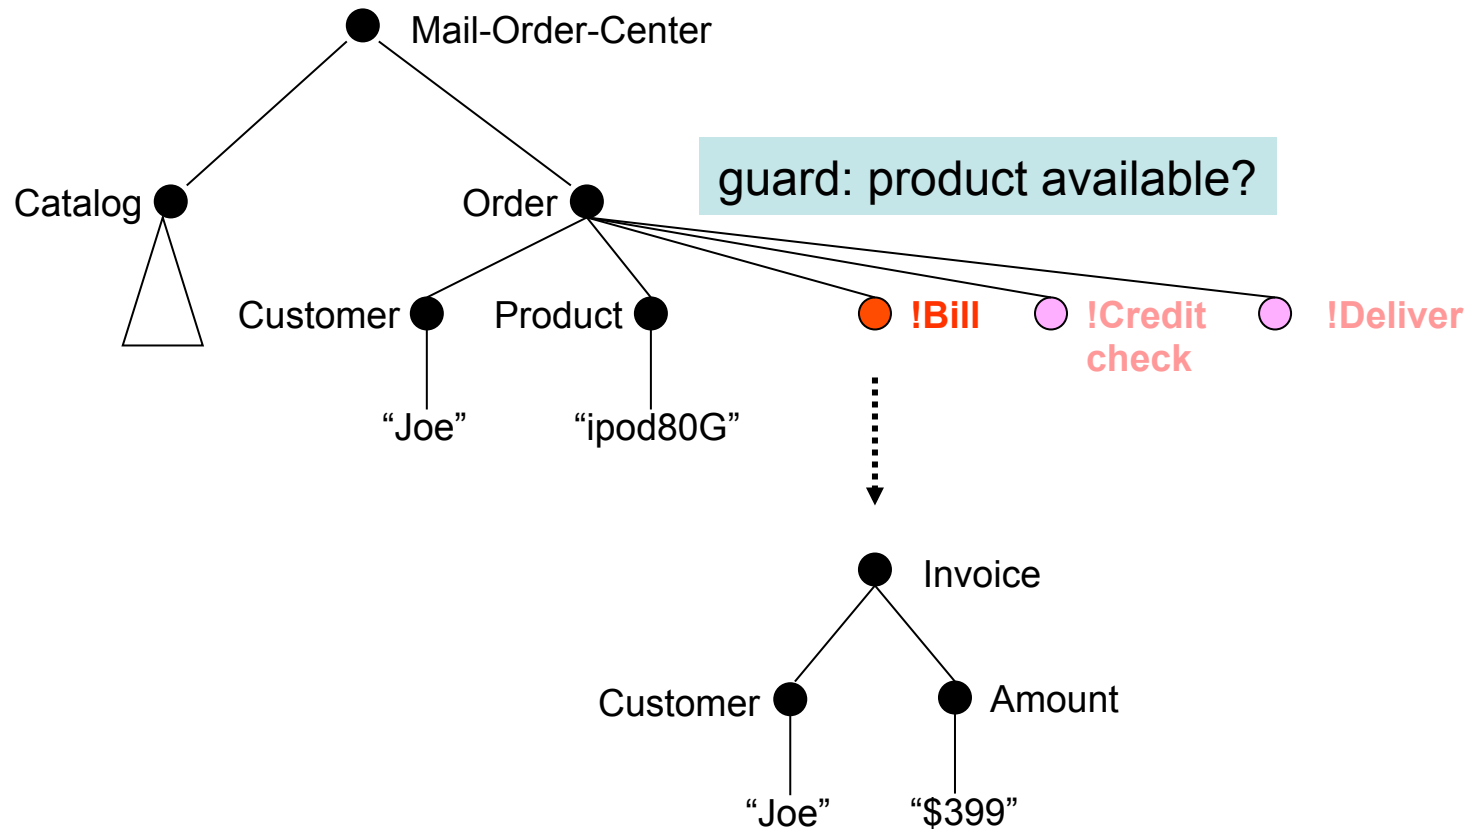 Mail-Order-Center
guard: product available?
Catalog
Order
Customer
Product
!Bill
!Credit
check
!Deliver
“Joe”
“ipod80G”
Invoice
Customer
Amount
“Joe”
“$399”